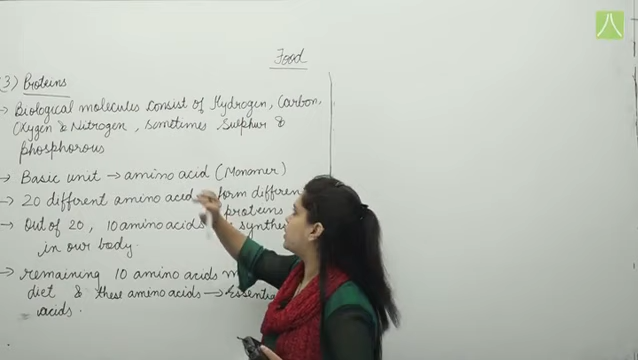 Food
(3) Proteins
→ Biological molecules consist of Hydrogen, Carbon,
Oxygen & Nitrogen, sometimes Sulphur &
phosphorous
→ Basic unit → amino acid (Monomer)
→ 20 different amino acids form differen
proteins
→ Out of 20, 10 amino acids synthe
in our body.
→ remaining 10 amino acids m
diet & these amino acids → Essentia
acids.